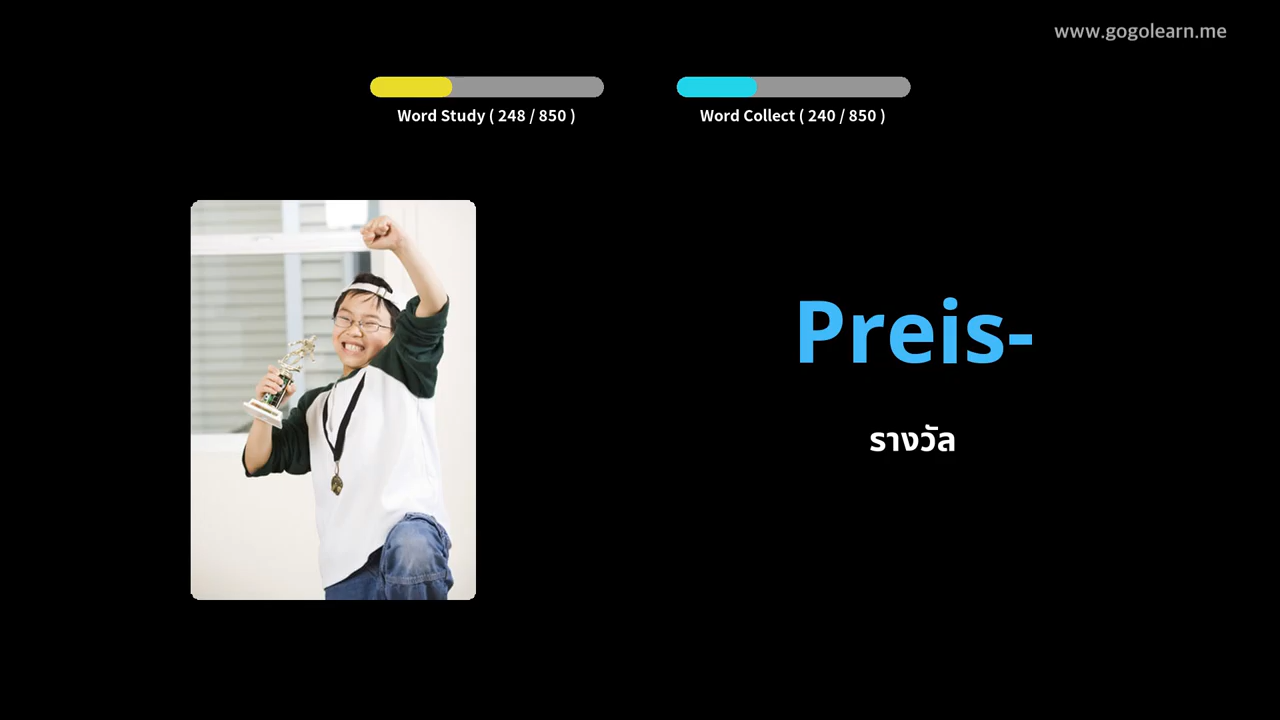 www.gogolearn.me
Word Study ( 248 / 850 )
Word Collect ( 240 / 850 )
Preis-
รางวัล